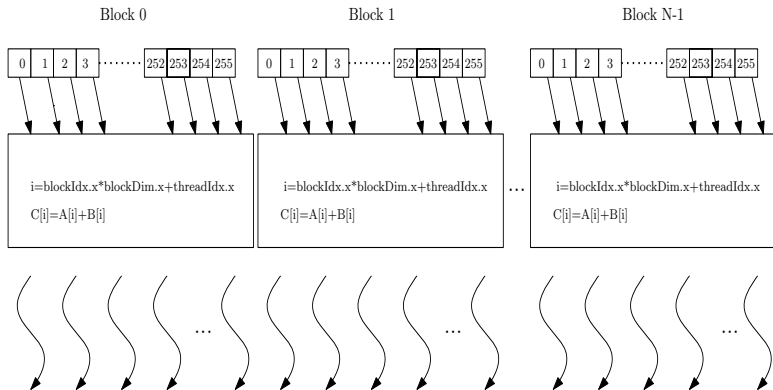 Block 0
Block 1
Block N-1
0 1 2 3 ········ 252 253 254 255
0 1 2 3 ········ 252 253 254 255
0 1 2 3 ········ 252 253 254 255
i=blockIdx.x*blockDim.x+threadIdx.x
C[i]=A[i]+B[i]
i=blockIdx.x*blockDim.x+threadIdx.x
C[i]=A[i]+B[i]
...
i=blockIdx.x*blockDim.x+threadIdx.x
C[i]=A[i]+B[i]
...
...
...